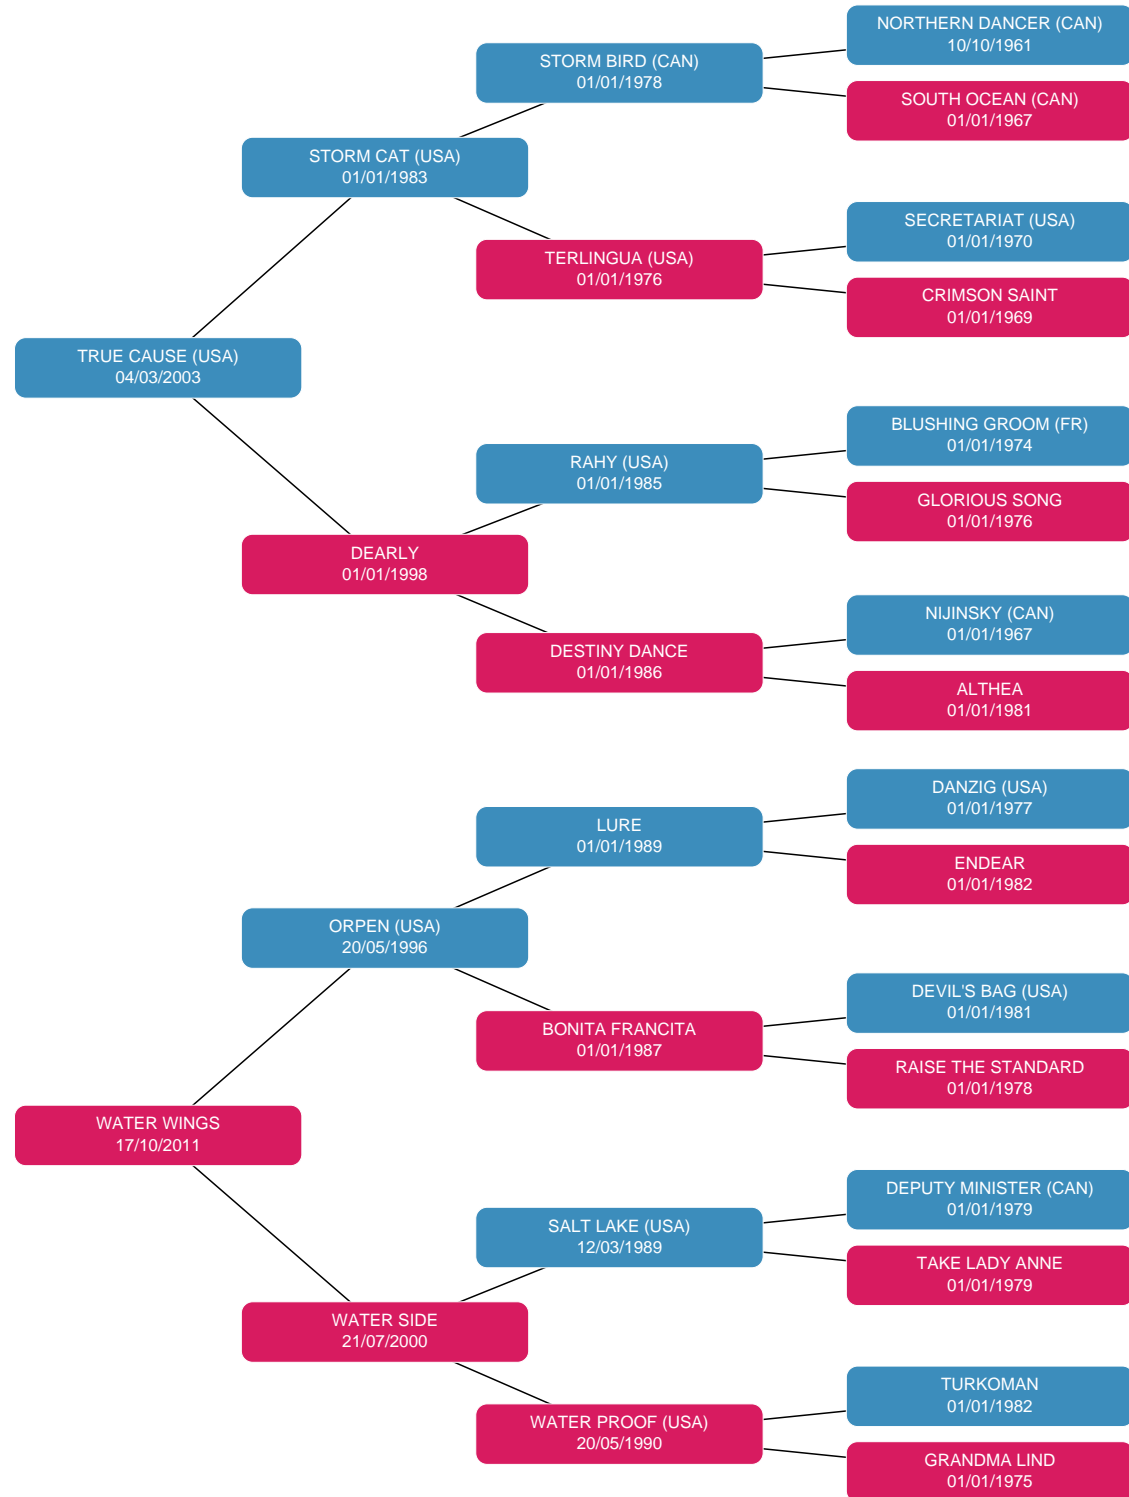 NORTHERN DANCER (CAN)
10/10/1961
STORM BIRD (CAN)
01/01/1978
SOUTH OCEAN (CAN)
01/01/1967
STORM CAT (USA)
01/01/1983
SECRETARIAT (USA)
01/01/1970
TERLINGUA (USA)
01/01/1976
CRIMSON SAINT
01/01/1969
TRUE CAUSE (USA)
04/03/2003
BLUSHING GROOM (FR)
01/01/1974
RAHY (USA)
01/01/1985
GLORIOUS SONG
01/01/1976
DEARLY
01/01/1998
NIJINSKY (CAN)
01/01/1967
DESTINY DANCE
01/01/1986
ALTHEA
01/01/1981
DANZIG (USA)
01/01/1977
LURE
01/01/1989
ENDEAR
01/01/1982
ORPEN (USA)
20/05/1996
DEVIL'S BAG (USA)
01/01/1981
BONITA FRANCITA
01/01/1987
RAISE THE STANDARD
01/01/1978
WATER WINGS
17/10/2011
DEPUTY MINISTER (CAN)
01/01/1979
SALT LAKE (USA)
12/03/1989
TAKE LADY ANNE
01/01/1979
WATER SIDE
21/07/2000
TURKOMAN
01/01/1982
WATER PROOF (USA)
20/05/1990
GRANDMA LIND
01/01/1975